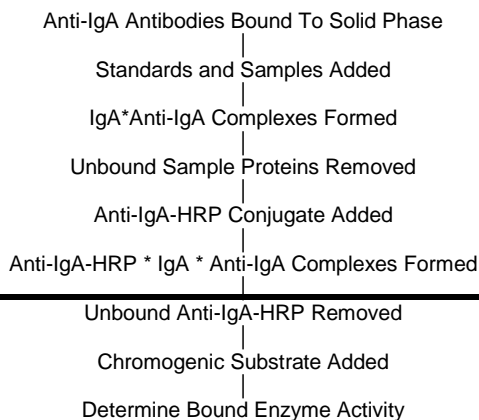 Anti-IgA Antibodies Bound To Solid Phase
Standards and Samples Added
IgA*Anti-IgA Complexes Formed
Unbound Sample Proteins Removed
Anti-IgA-HRP Conjugate Added
Anti-IgA-HRP * IgA * Anti-IgA Complexes Formed
Unbound Anti-IgA-HRP Removed
Chromogenic Substrate Added
Determine Bound Enzyme Activity